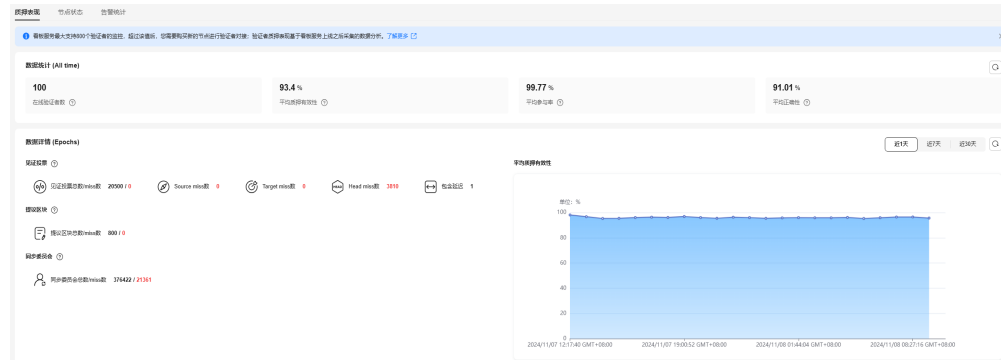 质押表现 节点状态 告警统计
看板服务最大支持800个验证者的监控，超过该值后，您需要购买新的节点进行验证者对接；验证者质押表现基于看板服务上线之后采集的数据分析。了解更多
数据统计 (All time)
100 93.4 % 99.77 % 91.01 %
在线验证者数 平均质押有效性 平均参与率 平均正确性
数据详情 (Epochs) 近1天 近7天 近30天
见证投票 平均质押有效性
见证投票总数/miss数 20500 / 0 Source miss数 0 Target miss数 0 Head miss数 3810 包含延迟 1
提议区块
提议区块总数/miss数 800 / 0
同步委员会
同步委员会总数/miss数 376422 / 21361
单位：%
100
80
60
40
20
0
2024/11/07 12:17:40 GMT+08:00 2024/11/07 19:00:52 GMT+08:00 2024/11/08 01:44:04 GMT+08:00 2024/11/08 08:27:16 GMT+08:00